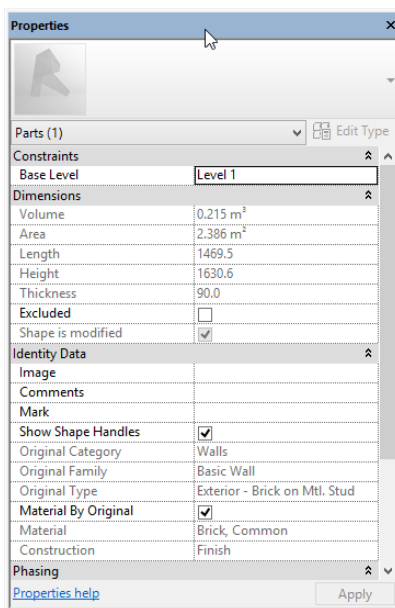 Properties
Parts (1) Edit Type
Constraints
Base Level Level 1
Dimensions
Volume 0.215 m³
Area 2.386 m²
Length 1469.5
Height 1630.6
Thickness 90.0
Excluded
Shape is modified
Identity Data
Image
Comments
Mark
Show Shape Handles
Original Category Walls
Original Family Basic Wall
Original Type Exterior - Brick on Mtl. Stud
Material By Original
Material Brick, Common
Construction Finish
Phasing
Properties help Apply